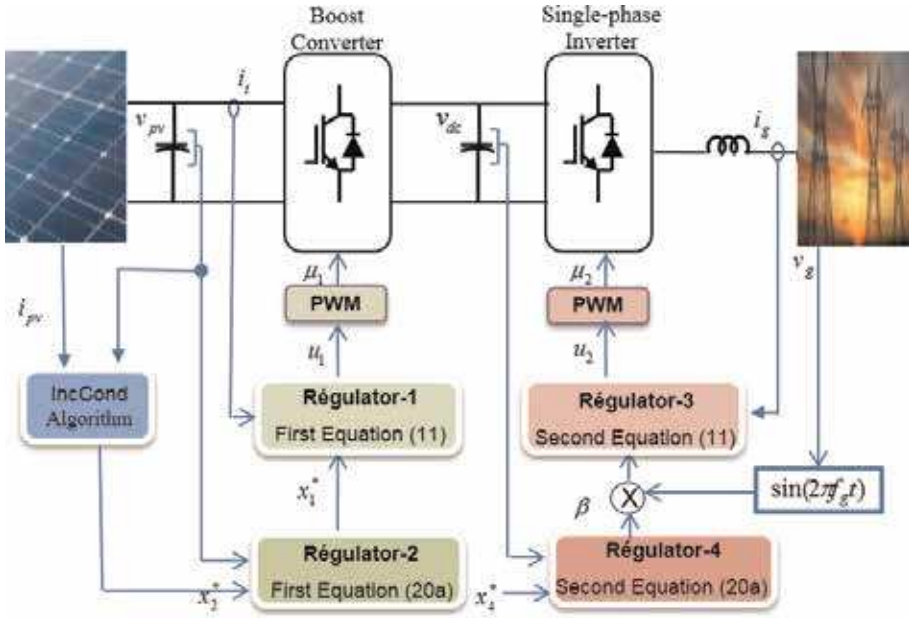 Boost
Converter
Single-phase
Inverter
i_i
v_pv
v_dc
i_g
μ_1
μ_2
v_g
PWM
PWM
i_pv
u_1
u_2
IncCond
Algorithm
Régulator-1
First Equation (11)
Régulator-3
Second Equation (11)
x_1^*
β
X
sin(2πf_g t)
Régulator-2
First Equation (20a)
Régulator-4
Second Equation (20a)
x_2^*
x_4^*